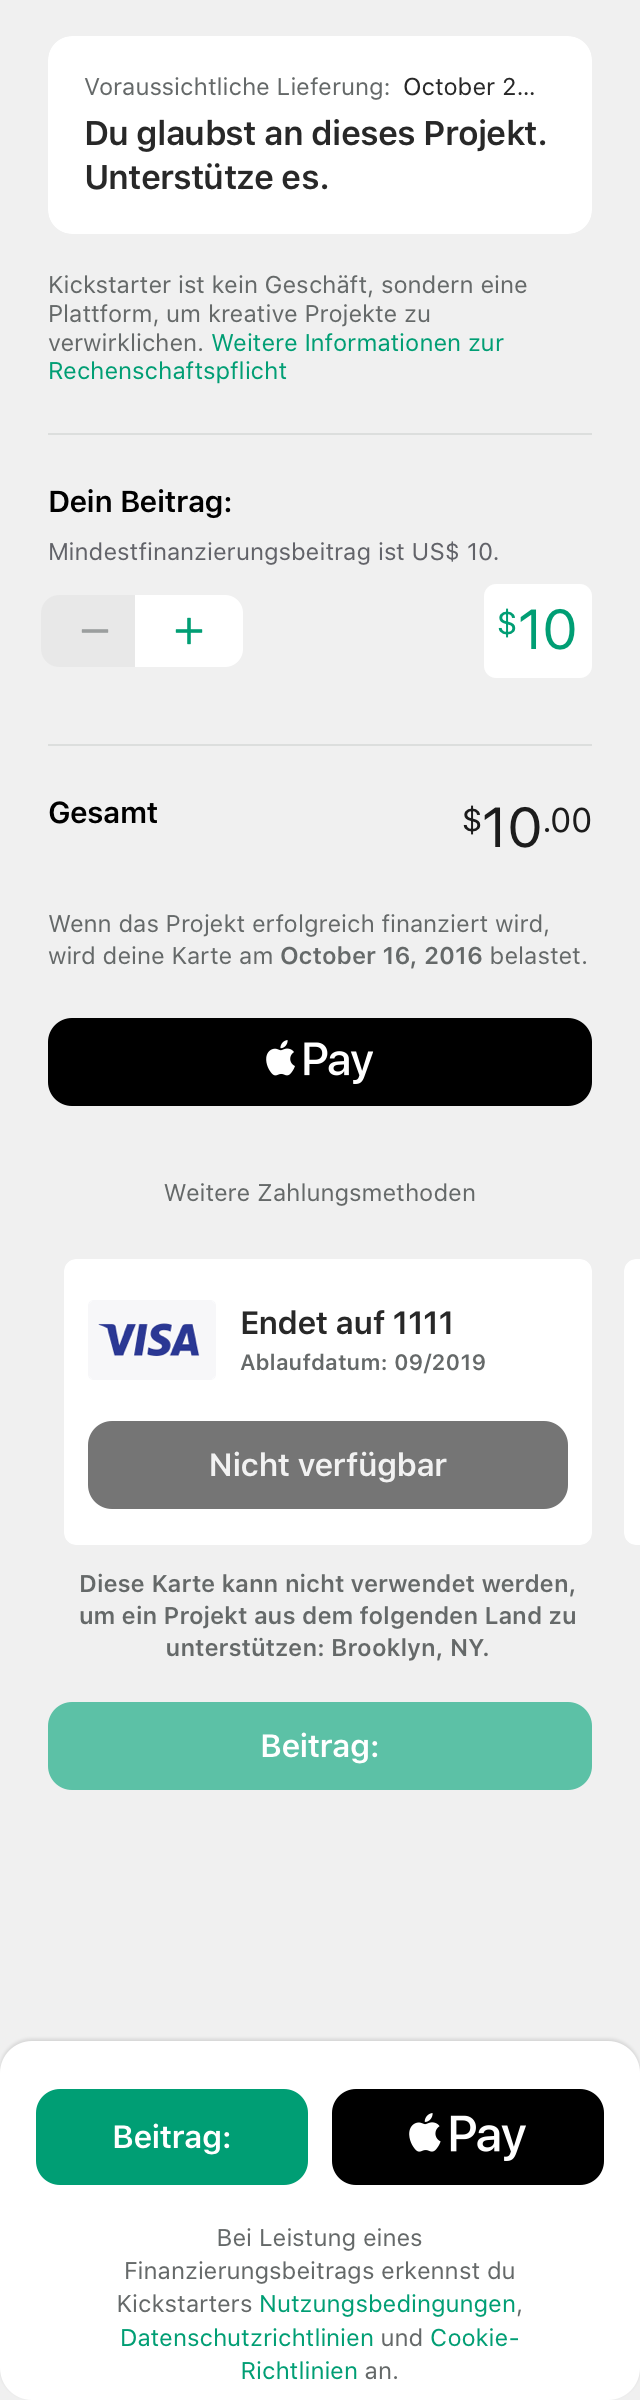 Voraussichtliche Lieferung: October 2...
Du glaubst an dieses Projekt.
Unterstütze es.
Kickstarter ist kein Geschäft, sondern eine
Plattform, um kreative Projekte zu
verwirklichen. Weitere Informationen zur
Rechenschaftspflicht
Dein Beitrag:
Mindestfinanzierungsbeitrag ist US$ 10.
− + $10
Gesamt $10.00
Wenn das Projekt erfolgreich finanziert wird,
wird deine Karte am October 16, 2016 belastet.
Pay
Weitere Zahlungsmethoden
VISA
Endet auf 1111
Ablaufdatum: 09/2019
Nicht verfügbar
Diese Karte kann nicht verwendet werden,
um ein Projekt aus dem folgenden Land zu
unterstützen: Brooklyn, NY.
Beitrag:
Beitrag: Pay
Bei Leistung eines
Finanzierungsbeitrags erkennst du
Kickstarters Nutzungsbedingungen,
Datenschutzrichtlinien und Cookie-
Richtlinien an.